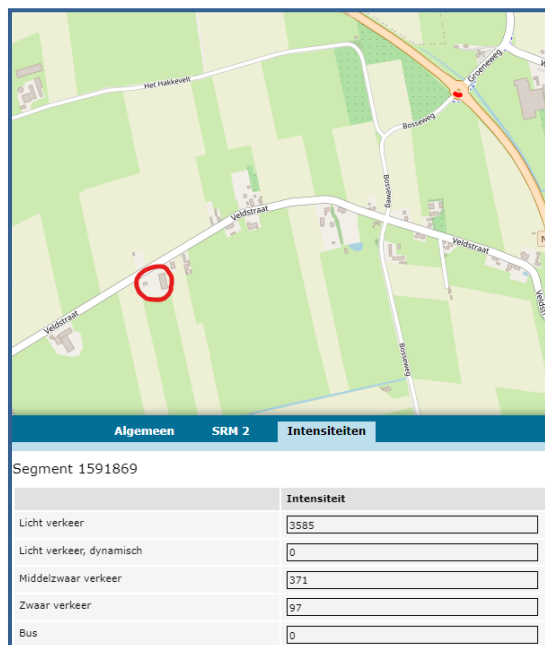 Groeneweg
Het Hakkevelt
Bosseweg
Bosseweg
Veldstraat
Veldstraat
N
Veldstraat
Veldstr
Bosseweg
Algemeen SRM 2 Intensiteiten
Segment 1591869
Intensiteit
Licht verkeer 3585
Licht verkeer, dynamisch 0
Middelzwaar verkeer 371
Zwaar verkeer 97
Bus 0